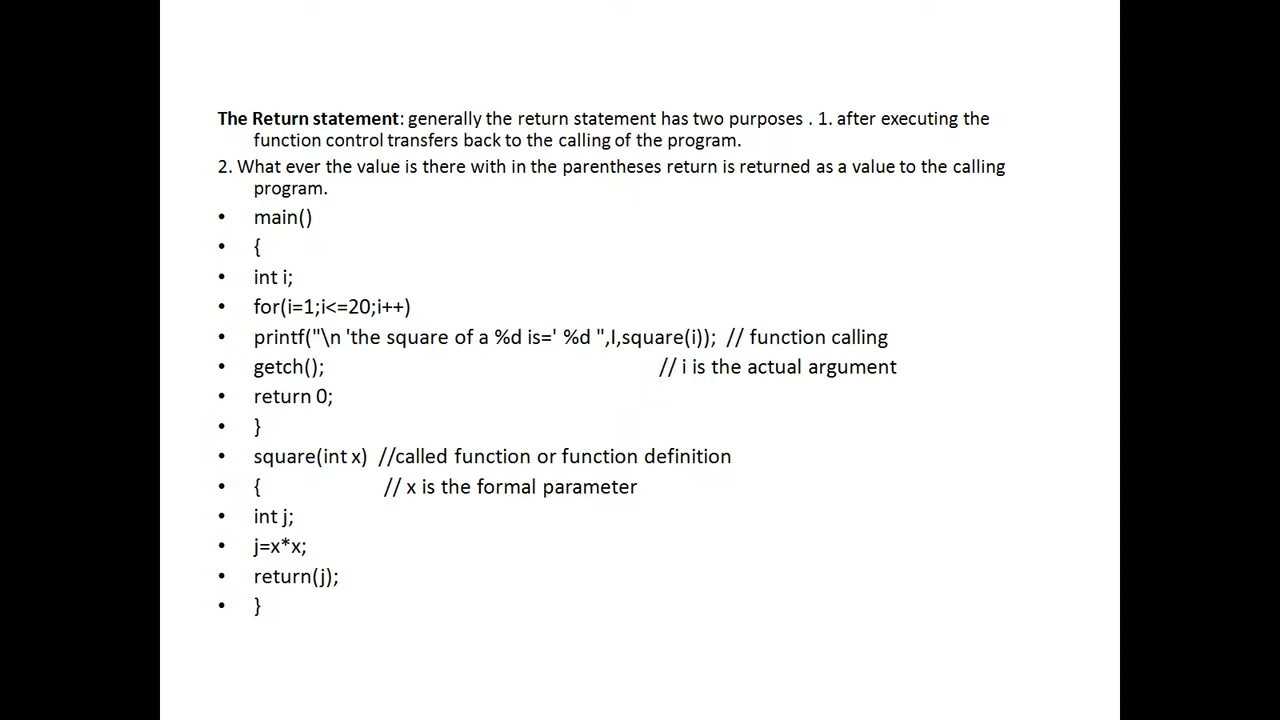 The Return statement: generally the return statement has two purposes . 1. after executing the
function control transfers back to the calling of the program.
2. What ever the value is there with in the parentheses return is returned as a value to the calling
program.
• main()
• {
• int i;
• for(i=1;i<=20;i++)
• printf("\n 'the square of a %d is=' %d ",I,square(i)); // function calling
• getch(); // i is the actual argument
• return 0;
• }
• square(int x) //called function or function definition
• { // x is the formal parameter
• int j;
• j=x*x;
• return(j);
• }